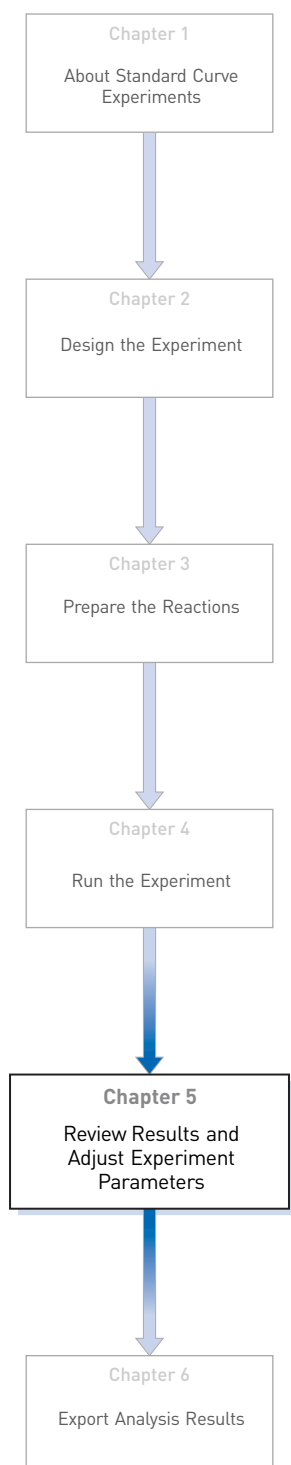 Chapter 1
About Standard Curve
Experiments
Chapter 2
Design the Experiment
Chapter 3
Prepare the Reactions
Chapter 4
Run the Experiment
Chapter 5
Review Results and
Adjust Experiment
Parameters
Chapter 6
Export Analysis Results